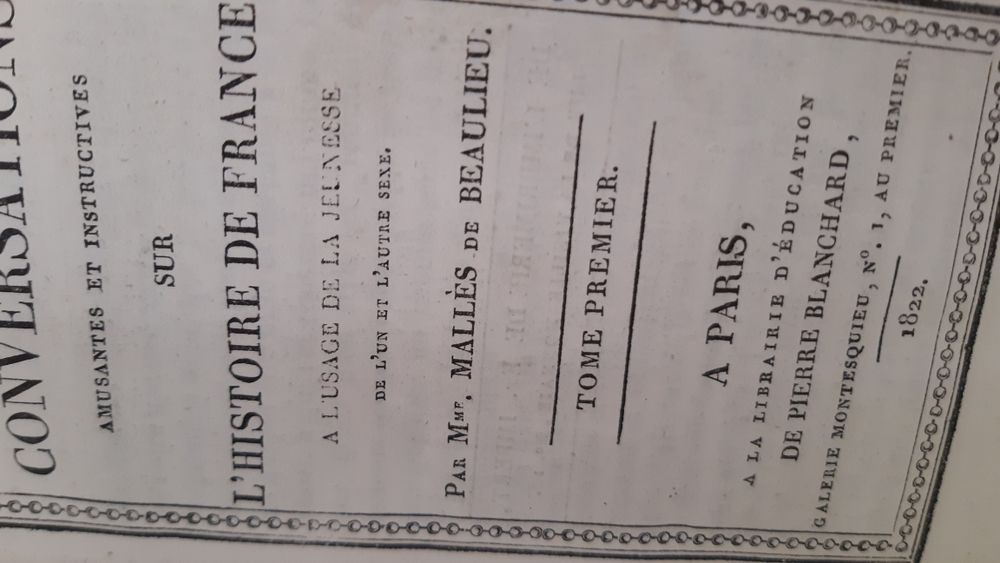 CONVERSATIONS
AMUSANTES ET INSTRUCTIVES
SUR
L'HISTOIRE DE FRANCE
A L'USAGE DE LA JEUNESSE
DE L'UN ET L'AUTRE SEXE.
PAR MME. MALLÈS DE BEAULIEU.
TOME PREMIER.
A PARIS,
A LA LIBRAIRIE D'ÉDUCATION
DE PIERRE BLANCHARD,
GALERIE MONTESQUIEU, Nº. 1, AU PREMIER.
1822.